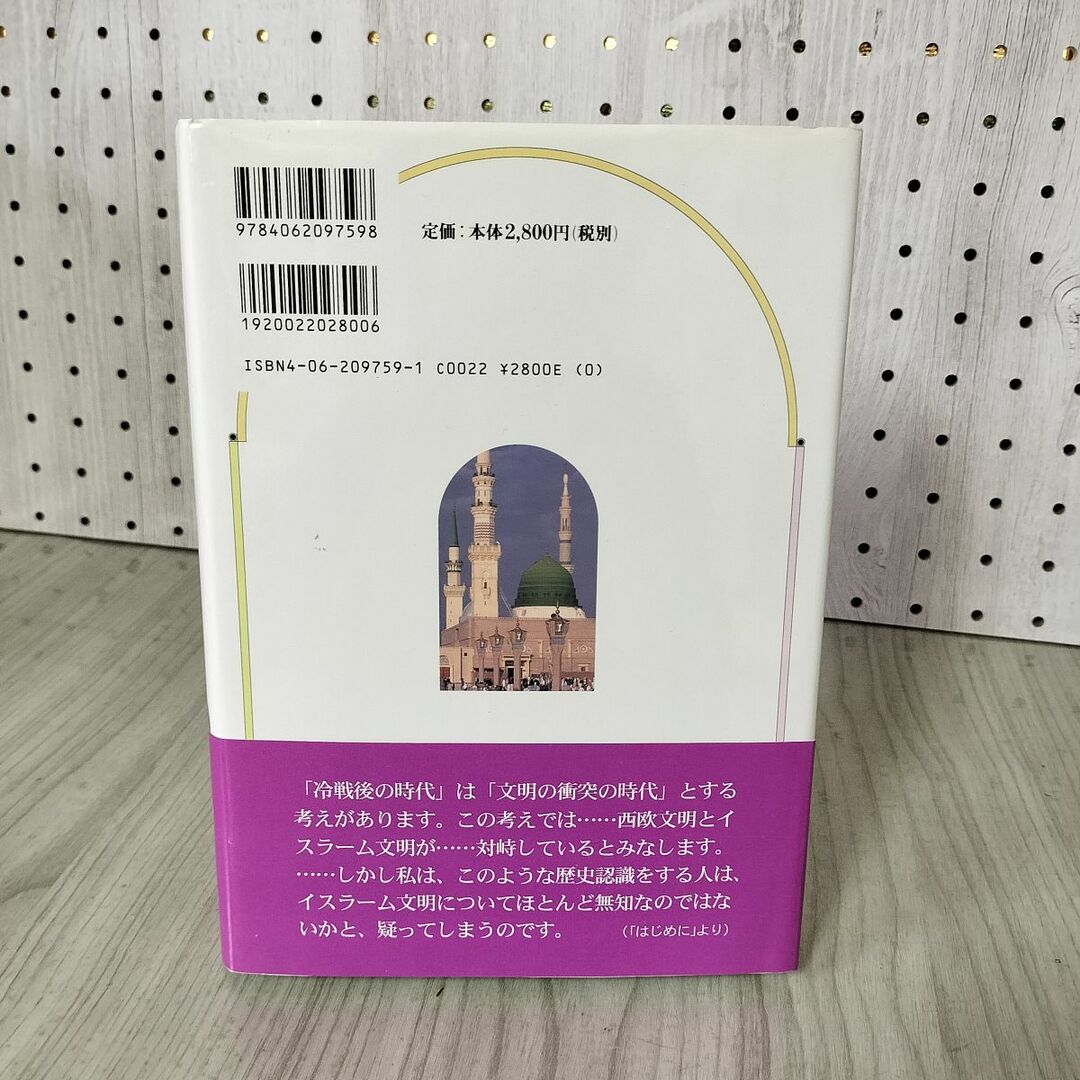 9784062097598
定価：本体2,800円（税別）
1920022028006
ISBN4-06-209759-1 C0022 ¥2800E (0)
「冷戦後の時代」は「文明の衝突の時代」とする
考えがあります。この考えでは……西欧文明とイ
スラーム文明が……対峙しているとみなします。
……しかし私は、このような歴史認識をする人は、
イスラーム文明についてほとんど無知なのではな
いかと、疑ってしまうのです。 （「はじめに」より）